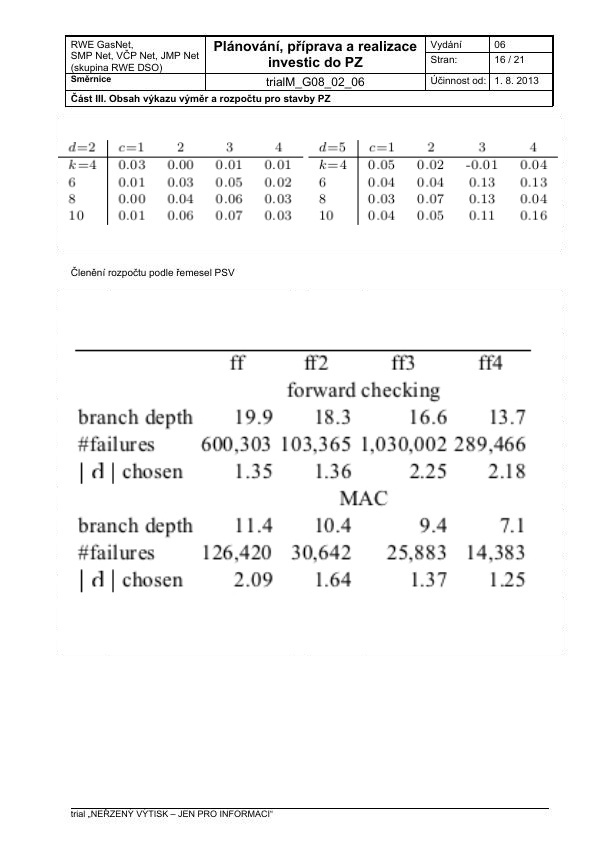 RWE GasNet,
SMP Net, VČP Net, JMP Net
(skupina RWE DSO)
Plánování, příprava a realizace
investic do PZ
Vydání 06
Stran: 16 / 21
Směrnice
trialM_G08_02_06
Účinnost od: 1. 8. 2013
Část III. Obsah výkazu výměr a rozpočtu pro stavby PZ
d=2 c=1 2 3 4 d=5 c=1 2 3 4
k=4 0.03 0.00 0.01 0.01 k=4 0.05 0.02 -0.01 0.04
6 0.01 0.03 0.05 0.02 6 0.04 0.04 0.13 0.13
8 0.00 0.04 0.06 0.03 8 0.03 0.07 0.13 0.04
10 0.01 0.06 0.07 0.03 10 0.04 0.05 0.11 0.16
Členění rozpočtu podle řemesel PSV
ff ff2 ff3 ff4
forward checking
branch depth 19.9 18.3 16.6 13.7
#failures 600,303 103,365 1,030,002 289,466
| d | chosen 1.35 1.36 2.25 2.18
MAC
branch depth 11.4 10.4 9.4 7.1
#failures 126,420 30,642 25,883 14,383
| d | chosen 2.09 1.64 1.37 1.25
trial „NEŘZENÝ VÝTISK – JEN PRO INFORMACI“